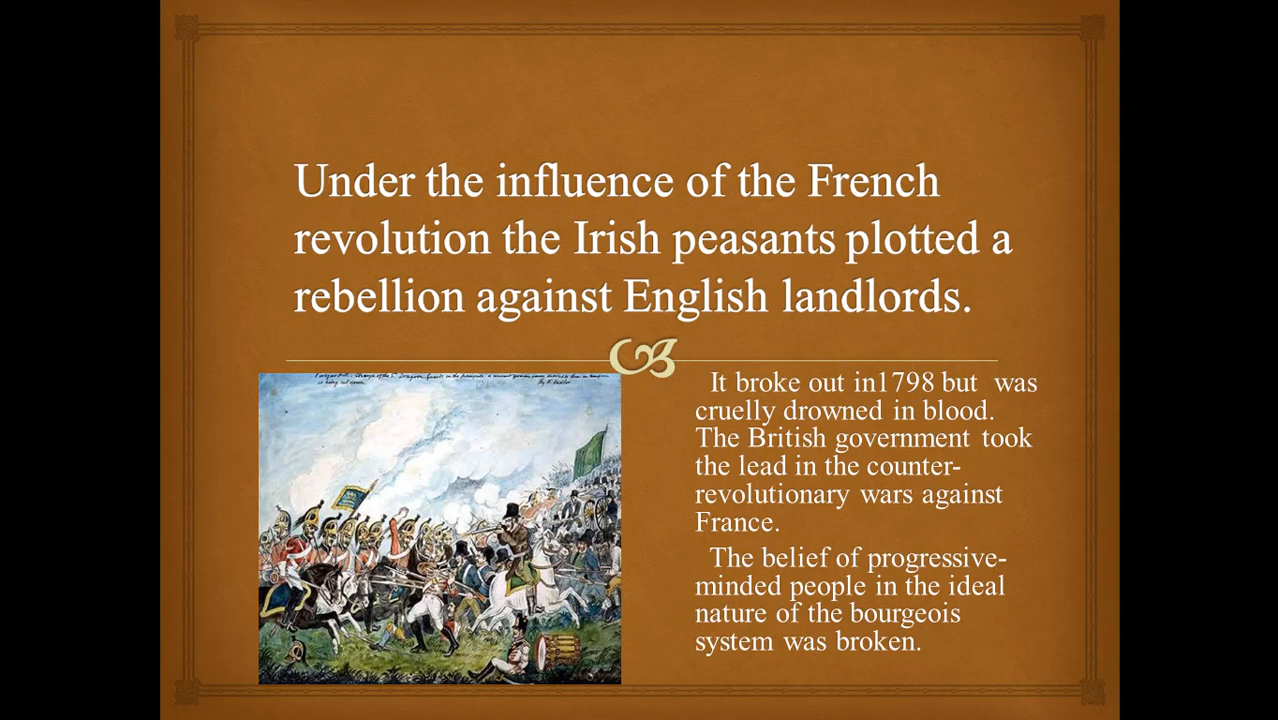 Under the influence of the French
revolution the Irish peasants plotted a
rebellion against English landlords.
It broke out in1798 but was
cruelly drowned in blood.
The British government took
the lead in the counter-
revolutionary wars against
France.
The belief of progressive-
minded people in the ideal
nature of the bourgeois
system was broken.